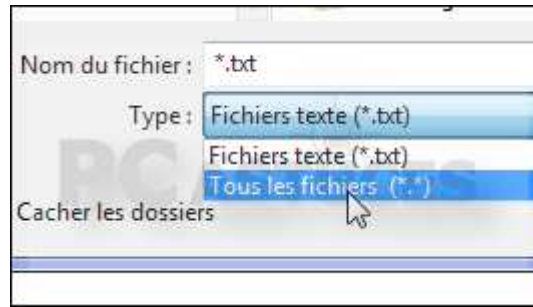 Nom du fichier : *.txt
Type : Fichiers texte (*.txt)
Fichiers texte (*.txt)
Tous les fichiers (*.*)
Cacher les dossiers